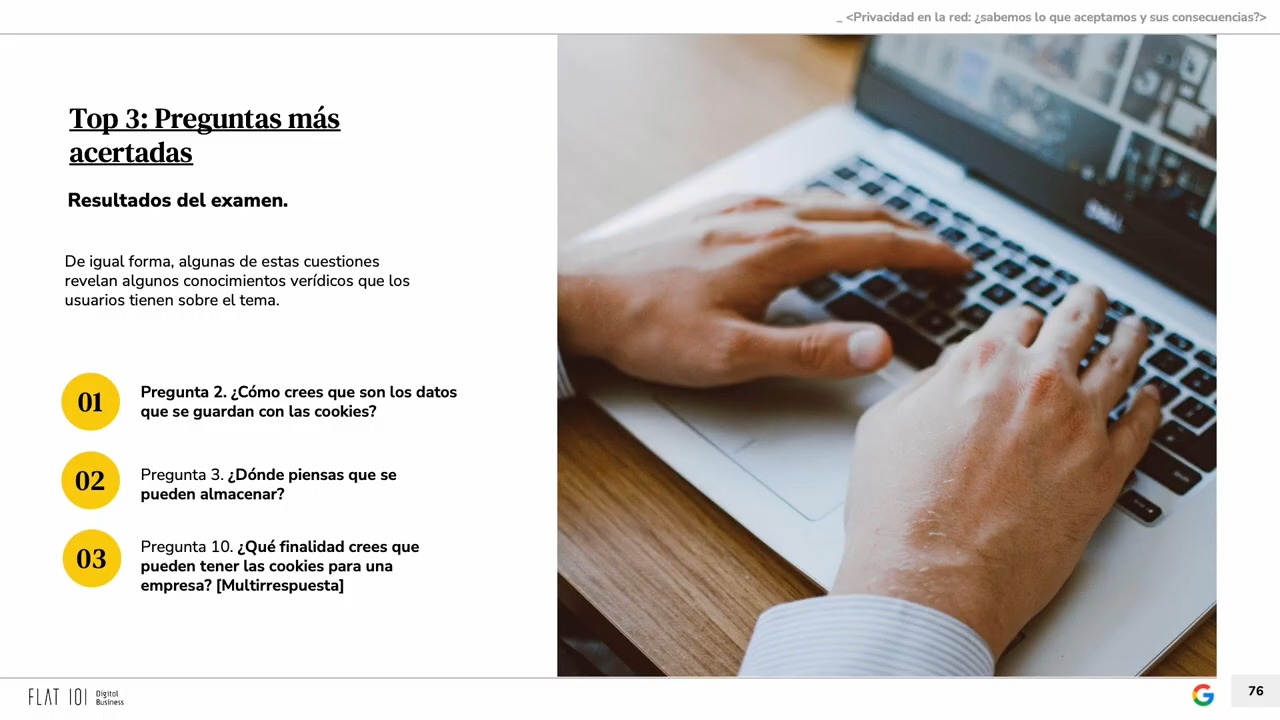 _ <Privacidad en la red: ¿sabemos lo que aceptamos y sus consecuencias?>
Top 3: Preguntas más
acertadas
Resultados del examen.
De igual forma, algunas de estas cuestiones
revelan algunos conocimientos verídicos que los
usuarios tienen sobre el tema.
01
Pregunta 2. ¿Cómo crees que son los datos
que se guardan con las cookies?
02
Pregunta 3. ¿Dónde piensas que se
pueden almacenar?
03
Pregunta 10. ¿Qué finalidad crees que
pueden tener las cookies para una
empresa? [Multirrespuesta]
DELL
FLAT 101
Digital
Business
G
76